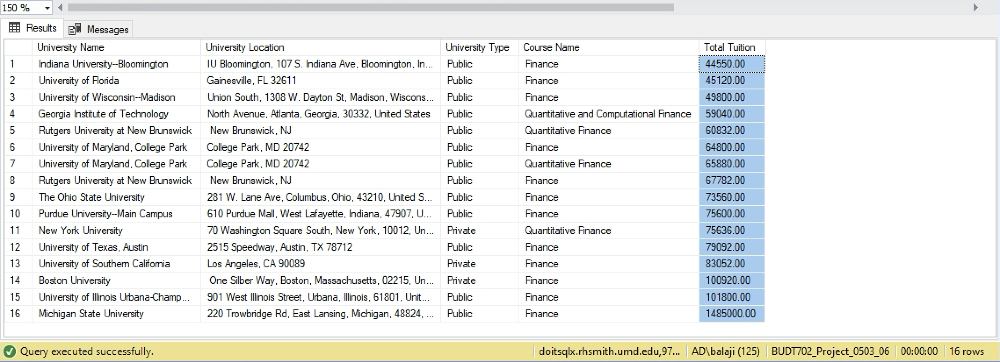 150 %
Results Messages
University Name University Location University Type Course Name Total Tuition
1 Indiana University--Bloomington IU Bloomington, 107 S. Indiana Ave, Bloomington, In... Public Finance 44550.00
2 University of Florida Gainesville, FL 32611 Public Finance 45120.00
3 University of Wisconsin--Madison Union South, 1308 W. Dayton St, Madison, Wiscons... Public Finance 49800.00
4 Georgia Institute of Technology North Avenue, Atlanta, Georgia, 30332, United States Public Quantitative and Computational Finance 59040.00
5 Rutgers University at New Brunswick New Brunswick, NJ Public Quantitative Finance 60832.00
6 University of Maryland, College Park College Park, MD 20742 Public Finance 64800.00
7 University of Maryland, College Park College Park, MD 20742 Public Quantitative Finance 65880.00
8 Rutgers University at New Brunswick New Brunswick, NJ Public Finance 67782.00
9 The Ohio State University 281 W. Lane Ave, Columbus, Ohio, 43210, United S... Public Finance 73560.00
10 Purdue University--Main Campus 610 Purdue Mall, West Lafayette, Indiana, 47907, U... Public Finance 75600.00
11 New York University 70 Washington Square South, New York, 10012, Un... Private Quantitative Finance 75636.00
12 University of Texas, Austin 2515 Speedway, Austin, TX 78712 Public Finance 79092.00
13 University of Southern California Los Angeles, CA 90089 Private Finance 83052.00
14 Boston University One Silber Way, Boston, Massachusetts, 02215, Un... Private Finance 100920.00
15 University of Illinois Urbana-Champ... 901 West Illinois Street, Urbana, Illinois, 61801, Unit... Public Finance 101800.00
16 Michigan State University 220 Trowbridge Rd, East Lansing, Michigan, 48824, ... Public Finance 1485000.00
Query executed successfully. doitsqlx.rhsmith.umd.edu,97... AD\balaji (125) BUDT702_Project_0503_06 00:00:00 16 rows